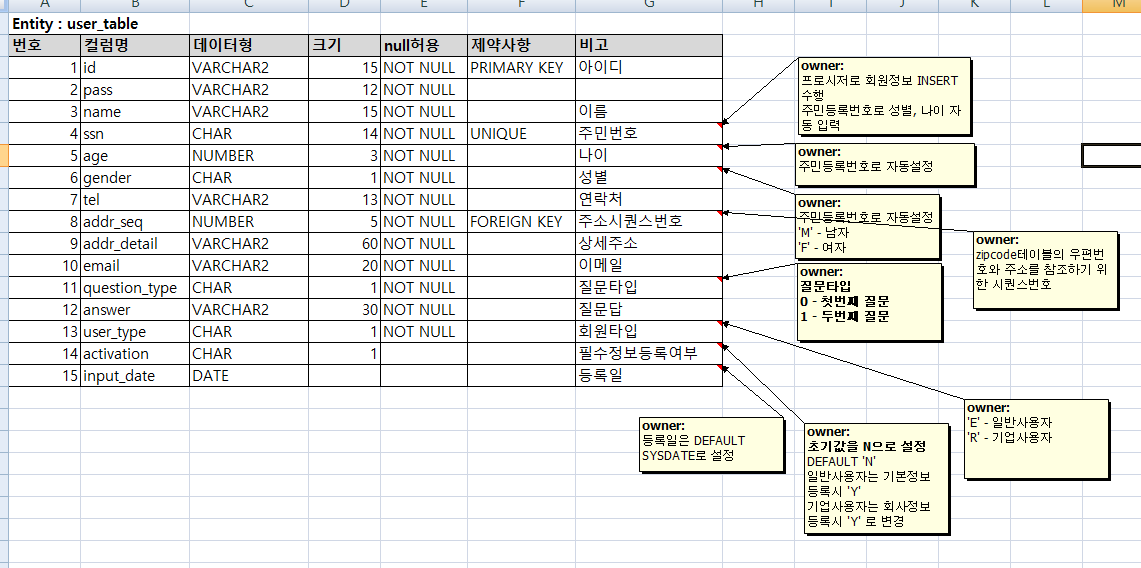 A B C D E F G H I J K L M
Entity : user_table
번호 컬럼명 데이터형 크기 null허용 제약사항 비고
1 id VARCHAR2 15 NOT NULL PRIMARY KEY 아이디
2 pass VARCHAR2 12 NOT NULL
3 name VARCHAR2 15 NOT NULL 이름
4 ssn CHAR 14 NOT NULL UNIQUE 주민번호
5 age NUMBER 3 NOT NULL 나이
6 gender CHAR 1 NOT NULL 성별
7 tel VARCHAR2 13 NOT NULL 연락처
8 addr_seq NUMBER 5 NOT NULL FOREIGN KEY 주소시퀀스번호
9 addr_detail VARCHAR2 60 NOT NULL 상세주소
10 email VARCHAR2 20 NOT NULL 이메일
11 question_type CHAR 1 NOT NULL 질문타입
12 answer VARCHAR2 30 NOT NULL 질문답
13 user_type CHAR 1 NOT NULL 회원타입
14 activation CHAR 1 필수정보등록여부
15 input_date DATE 등록일
owner:
프로시저로 회원정보 INSERT
수행
주민등록번호로 성별, 나이 자
동 입력
owner:
주민등록번호로 자동설정
owner:
주민등록번호로 자동설정
'M' - 남자
'F' - 여자
owner:
zipcode테이블의 우편번
호와 주소를 참조하기 위
한 시퀀스번호
owner:
질문타입
0 - 첫번째 질문
1 - 두번째 질문
owner:
'E' - 일반사용자
'R' - 기업사용자
owner:
등록일은 DEFAULT
SYSDATE로 설정
owner:
초기값을 N으로 설정
DEFAULT 'N'
일반사용자는 기본정보
등록시 'Y'
기업사용자는 회사정보
등록시 'Y' 로 변경